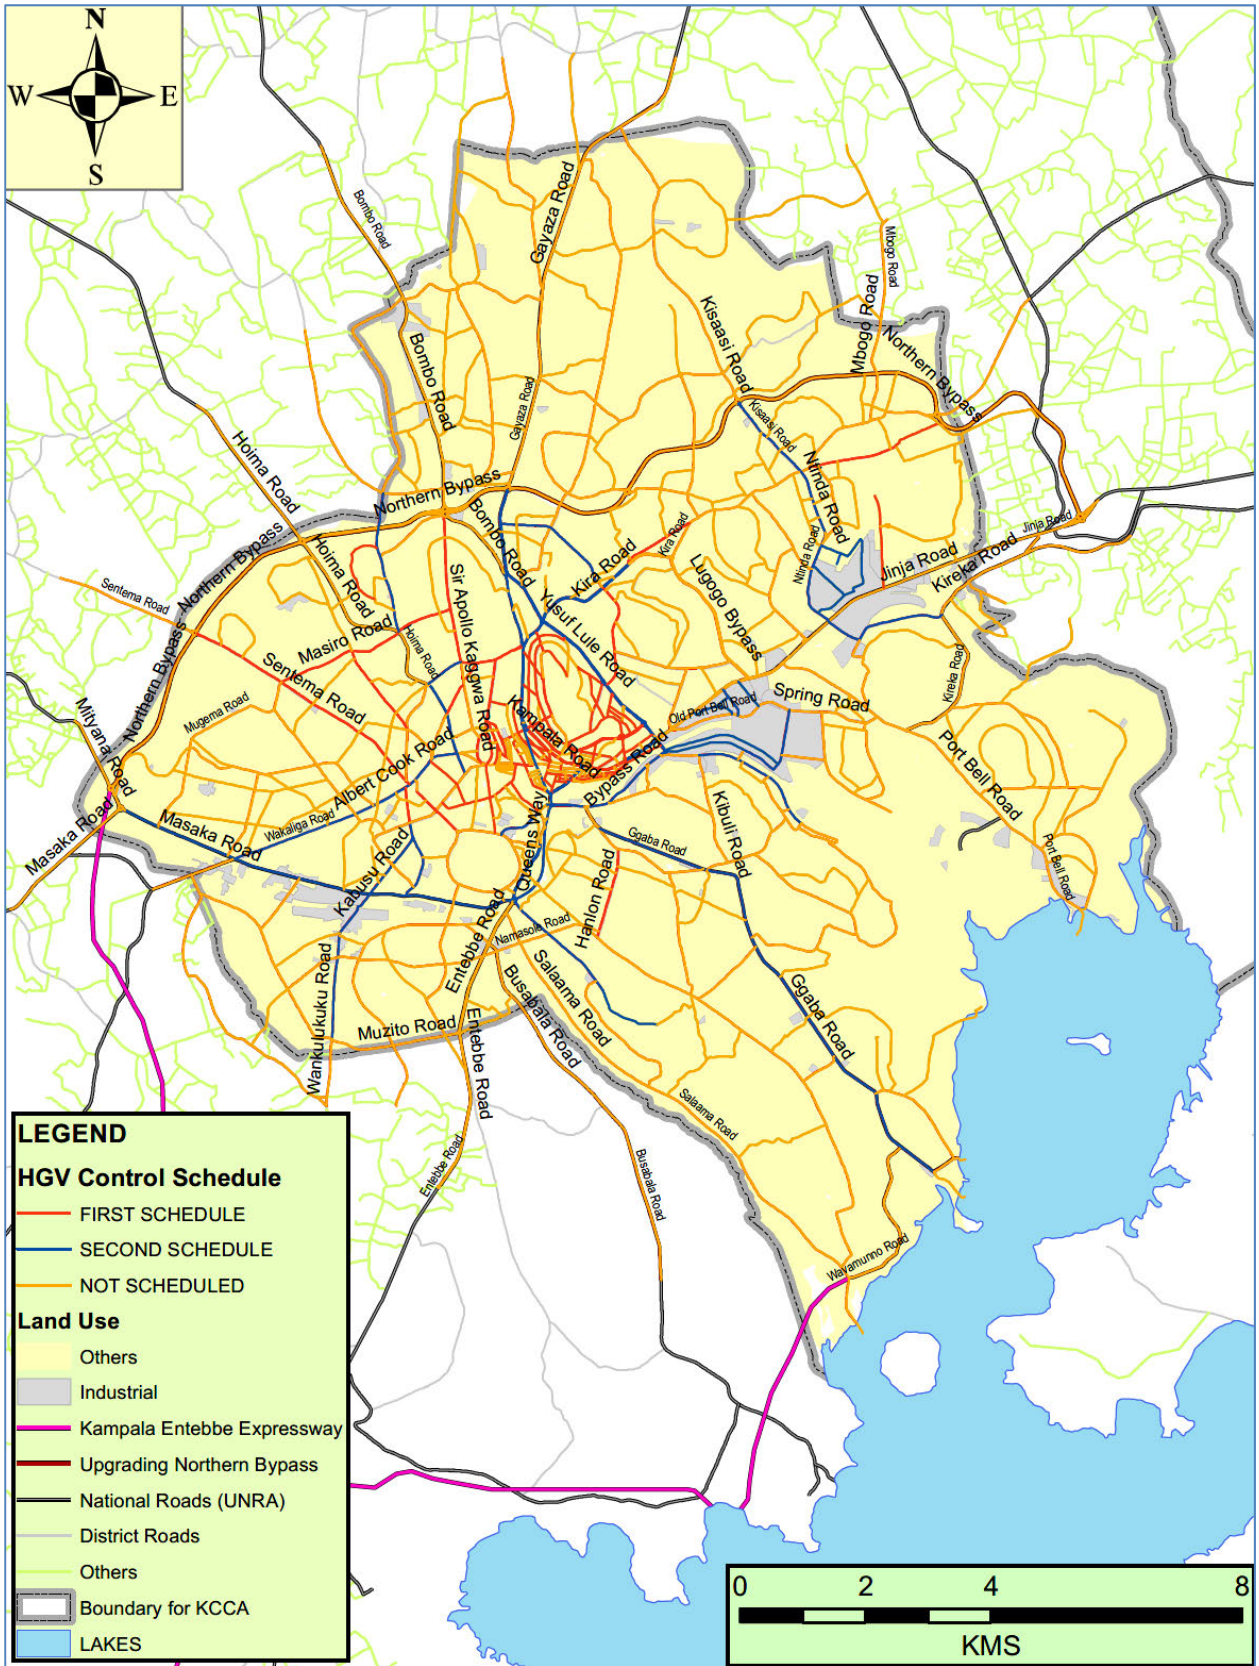 N
W
E
S
Bombo Road
Gayaza Road
Mbogo Road
Mbogo Road
Kisaasi Road
Northern Bypass
Bombo Road
Gayaza Road
Kisaasi Road
Hoima Road
Ntinda Road
Northern Bypass
Bombo Road
Northern Bypass
Hoima Road
Kira Road
Kira Road
Ntinda Road
Jinja Road
Jinja Road
Kireka Road
Sentema Road
Sir Apollo Kaggwa Road
Yusuf Lule Road
Lugogo Bypass
Masiro Road
Hoima Road
Northern Bypass
Sentema Road
Kireka Road
Mugema Road
Spring Road
Old Port Bell Road
Kampala Road
Mityana Road
Albert Cook Road
Bypass Road
Port Bell Road
Masaka Road
Masaka Road
Wakaliga Road
Queens Way
Kibuli Road
Ggaba Road
Kabusu Road
Port Bell Road
Hanlon Road
Entebbe Road
Namasole Road
Wankulukuku Road
Salaama Road
Busabala Road
Ggaba Road
Muzito Road
Entebbe Road
Salaama Road
Entebbe Road
Busabala Road
Wavamunno Road
LEGEND
HGV Control Schedule
FIRST SCHEDULE
SECOND SCHEDULE
NOT SCHEDULED
Land Use
Others
Industrial
Kampala Entebbe Expressway
Upgrading Northern Bypass
National Roads (UNRA)
District Roads
Others
Boundary for KCCA
LAKES
0 2 4 8
KMS